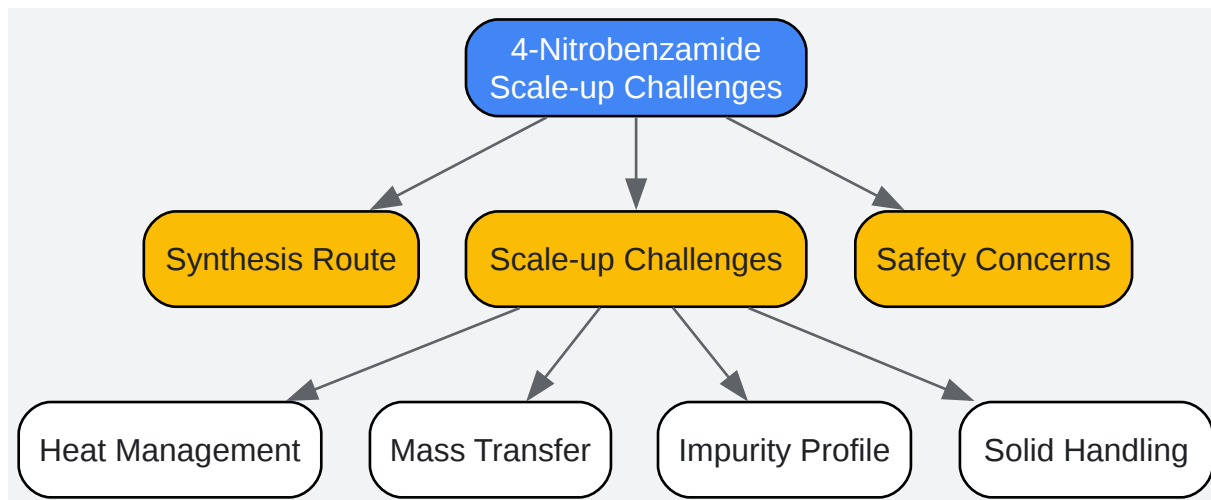 4-Nitrobenzamide
Scale-up Challenges
Synthesis Route
Scale-up Challenges
Safety Concerns
Heat Management
Mass Transfer
Impurity Profile
Solid Handling